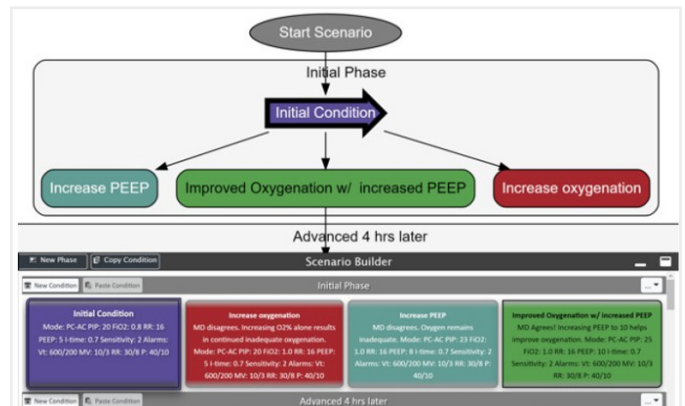 Start Scenario
Initial Phase
Initial Condition
Increase PEEP
Improved Oxygenation w/ increased PEEP
Increase oxygenation
Advanced 4 hrs later
New Phase
Copy Condition
Scenario Builder
New Condition
Paste Condition
Initial Phase
...
Initial Condition
Mode: PC-AC PIP: 20 FiO2: 0.8 RR: 16
PEEP: 5 I-time: 0.7 Sensitivity: 2 Alarms:
Vt: 600/200 MV: 10/3 RR: 30/8 P: 40/10
Increase oxygenation
MD disagrees. Increasing O2% alone results
in continued inadequate oxygenation.
Mode: PC-AC PIP: 20 FiO2: 1.0 RR: 16 PEEP:
5 I-time: 0.7 Sensitivity: 2 Alarms: Vt:
600/200 MV: 10/3 RR: 30/8 P: 40/10
Increase PEEP
MD disagrees. Oxygen remains
inadequate. Mode: PC-AC PIP: 23 FiO2:
1.0 RR: 16 PEEP: 8 I-time: 0.7 Sensitivity: 2
Alarms: Vt: 600/200 MV: 10/3 RR: 30/8 P:
40/10
Improved Oxygenation w/ increased PEEP
MD Agrees! Increasing PEEP to 10 helps
improve oxygenation. Mode: PC-AC PIP: 25
FiO2: 1.0 RR: 16 PEEP: 10 I-time: 0.7
Sensitivity: 2 Alarms: Vt: 600/200 MV: 10/3
RR: 30/8 P: 40/10
New Condition
Paste Condition
Advanced 4 hrs later
...